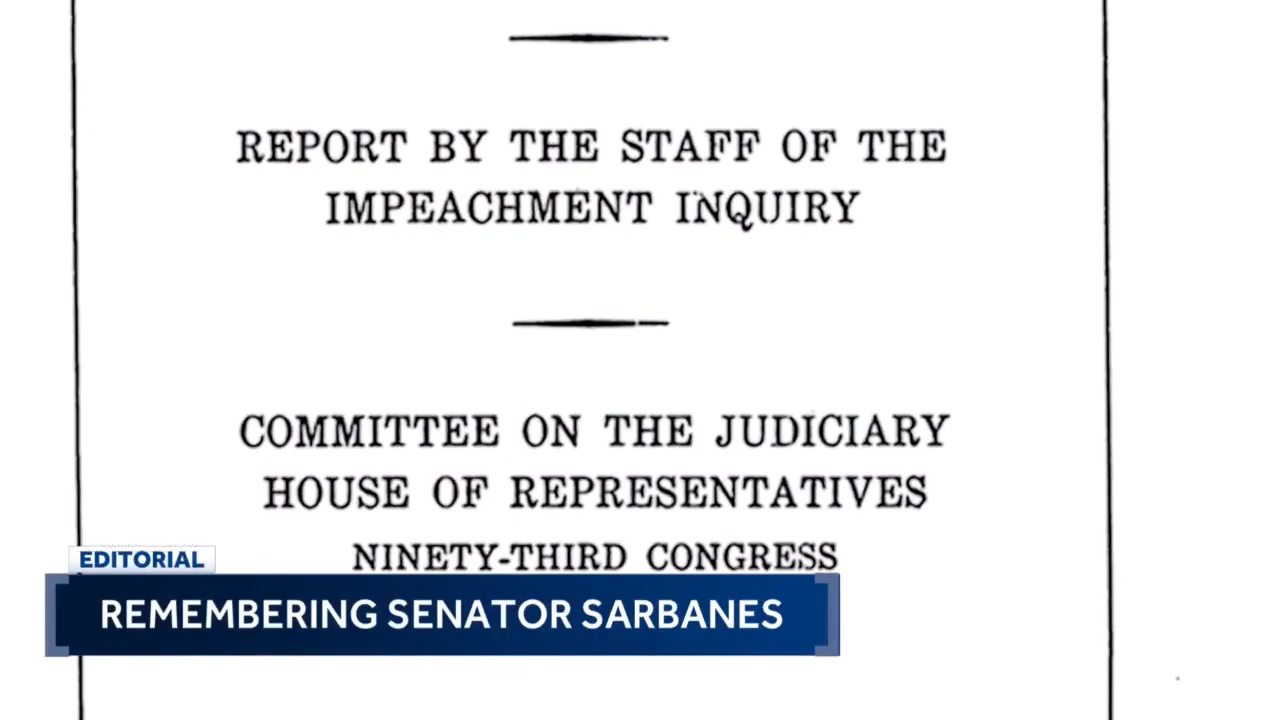 REPORT BY THE STAFF OF THE
IMPEACHMENT INQUIRY
COMMITTEE ON THE JUDICIARY
HOUSE OF REPRESENTATIVES
NINETY-THIRD CONGRESS
EDITORIAL
REMEMBERING SENATOR SARBANES